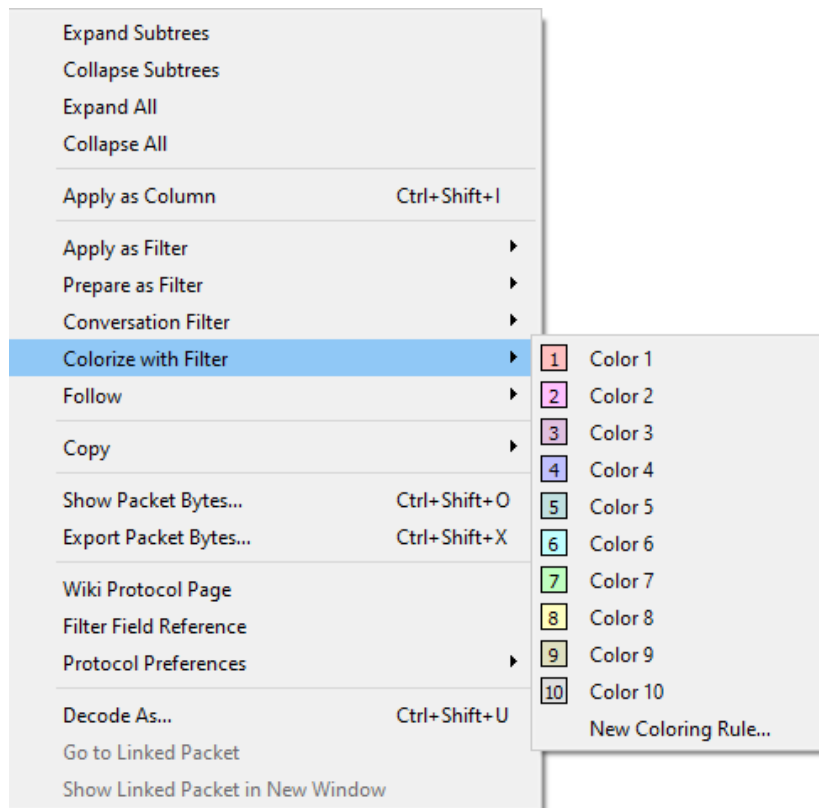 Expand Subtrees
Collapse Subtrees
Expand All
Collapse All
Apply as Column Ctrl+Shift+I
Apply as Filter
Prepare as Filter
Conversation Filter
Colorize with Filter
Follow
Copy
Show Packet Bytes... Ctrl+Shift+O
Export Packet Bytes... Ctrl+Shift+X
Wiki Protocol Page
Filter Field Reference
Protocol Preferences
Decode As... Ctrl+Shift+U
Go to Linked Packet
Show Linked Packet in New Window
1 Color 1
2 Color 2
3 Color 3
4 Color 4
5 Color 5
6 Color 6
7 Color 7
8 Color 8
9 Color 9
10 Color 10
New Coloring Rule...